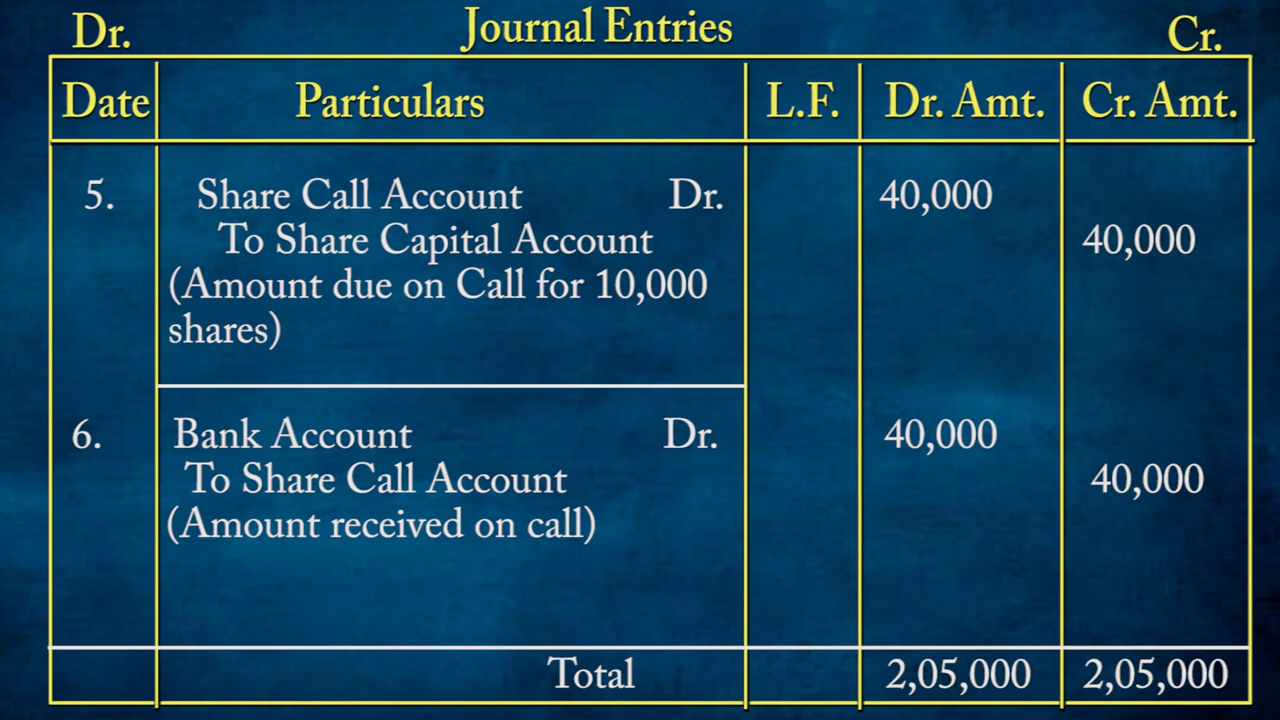 Dr. Journal Entries Cr.
Date Particulars L.F. Dr. Amt. Cr. Amt.
5. Share Call Account Dr. 40,000
To Share Capital Account 40,000
(Amount due on Call for 10,000
shares)
6. Bank Account Dr. 40,000
To Share Call Account 40,000
(Amount received on call)
Total 2,05,000 2,05,000